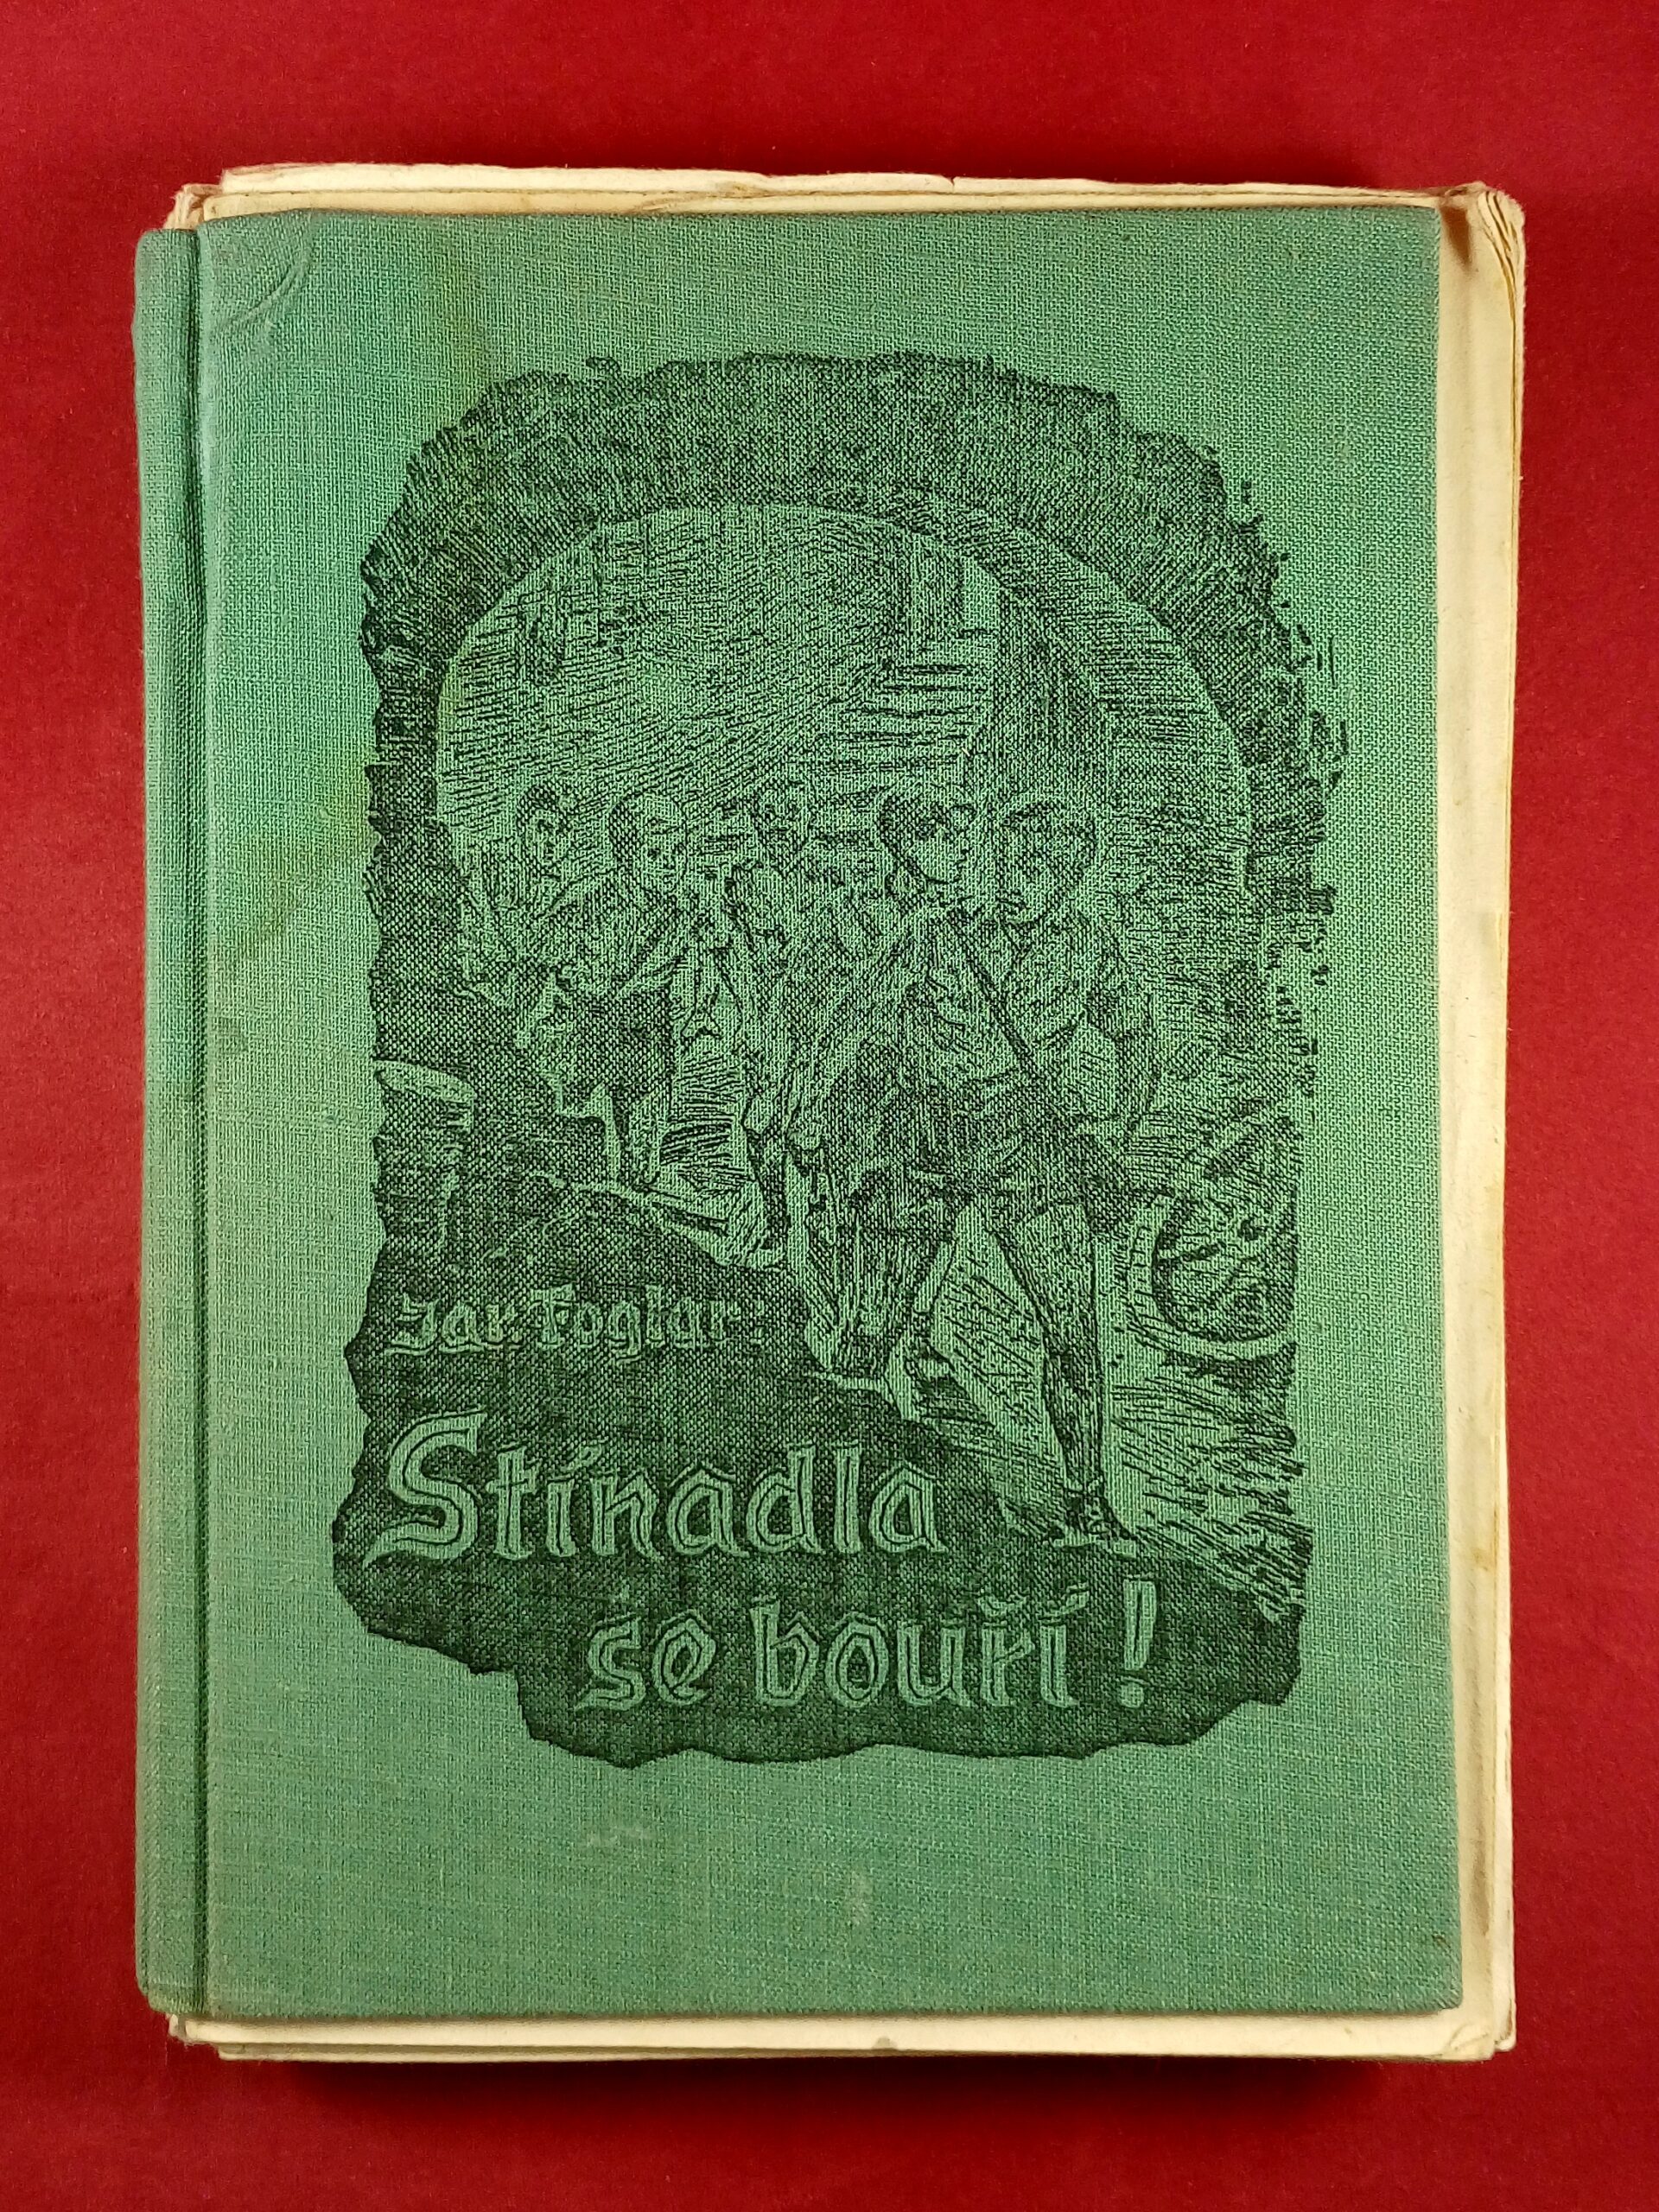 Jar. Foglar:
Stínadla
se bouří!